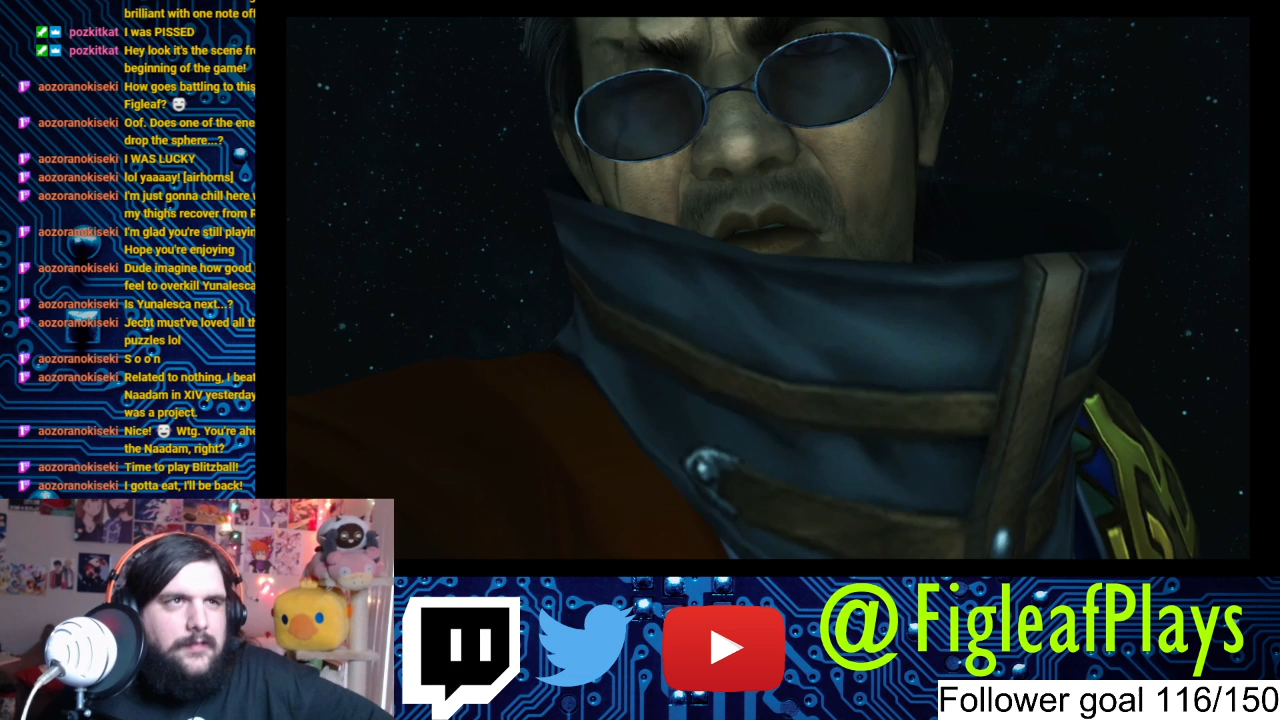 brilliant with one note of
pozkitkat I was PISSED
pozkitkat Hey look it's the scene fr
beginning of the game!
aozoranokiseki How goes battling to this
Figleaf?
aozoranokiseki Oof. Does one of the ene
drop the sphere...?
aozoranokiseki I WAS LUCKY
aozoranokiseki lol yaaaay! [airhorns]
aozoranokiseki I'm just gonna chill here
my thighs recover from
aozoranokiseki I'm glad you're still playin
Hope you're enjoying
aozoranokiseki Dude imagine how good
feel to overkill Yunalesca
aozoranokiseki Is Yunalesca next...?
aozoranokiseki Jecht must've loved all th
puzzles lol
aozoranokiseki S o o n
aozoranokiseki Related to nothing, I beat
Naadam in XIV yesterday
was a project.
aozoranokiseki Nice! Wtg. You're ahe
the Naadam, right?
aozoranokiseki Time to play Blitzball!
aozoranokiseki I gotta eat, I'll be back!
@FigleafPlays
Follower goal 116/150